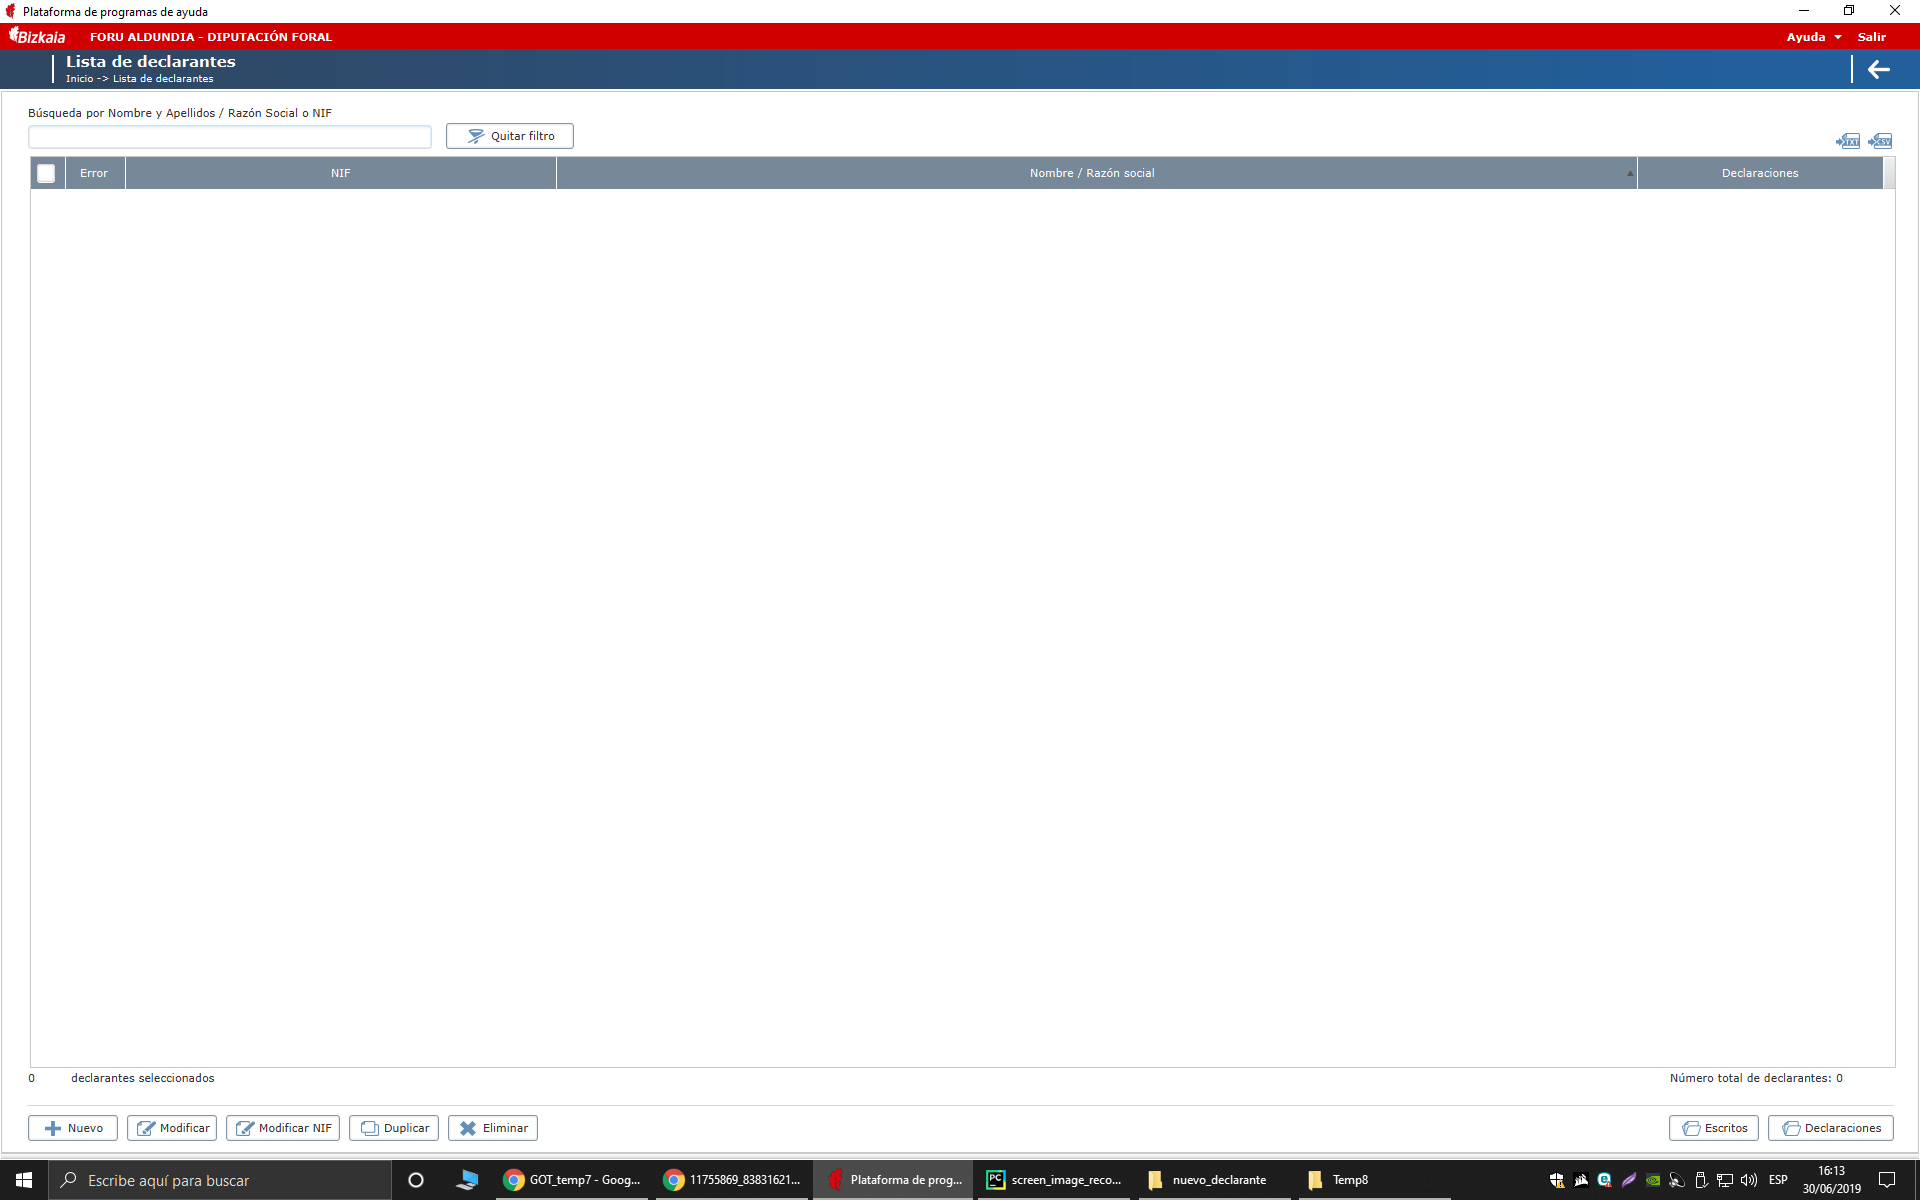 Plataforma de programas de ayuda
Bizkaia FORU ALDUNDIA - DIPUTACIÓN FORAL Ayuda Salir
Lista de declarantes
Inicio -> Lista de declarantes
Búsqueda por Nombre y Apellidos / Razón Social o NIF
Quitar filtro
TXT CSV
Error NIF Nombre / Razón social Declaraciones
0 declarantes seleccionados Número total de declarantes: 0
Nuevo Modificar Modificar NIF Duplicar Eliminar Escritos Declaraciones
Escribe aquí para buscar GOT_temp7 - Goog... 11755869_83831621... Plataforma de prog... PC screen_image_reco... nuevo_declarante Temp8 ESP 16:13
30/06/2019